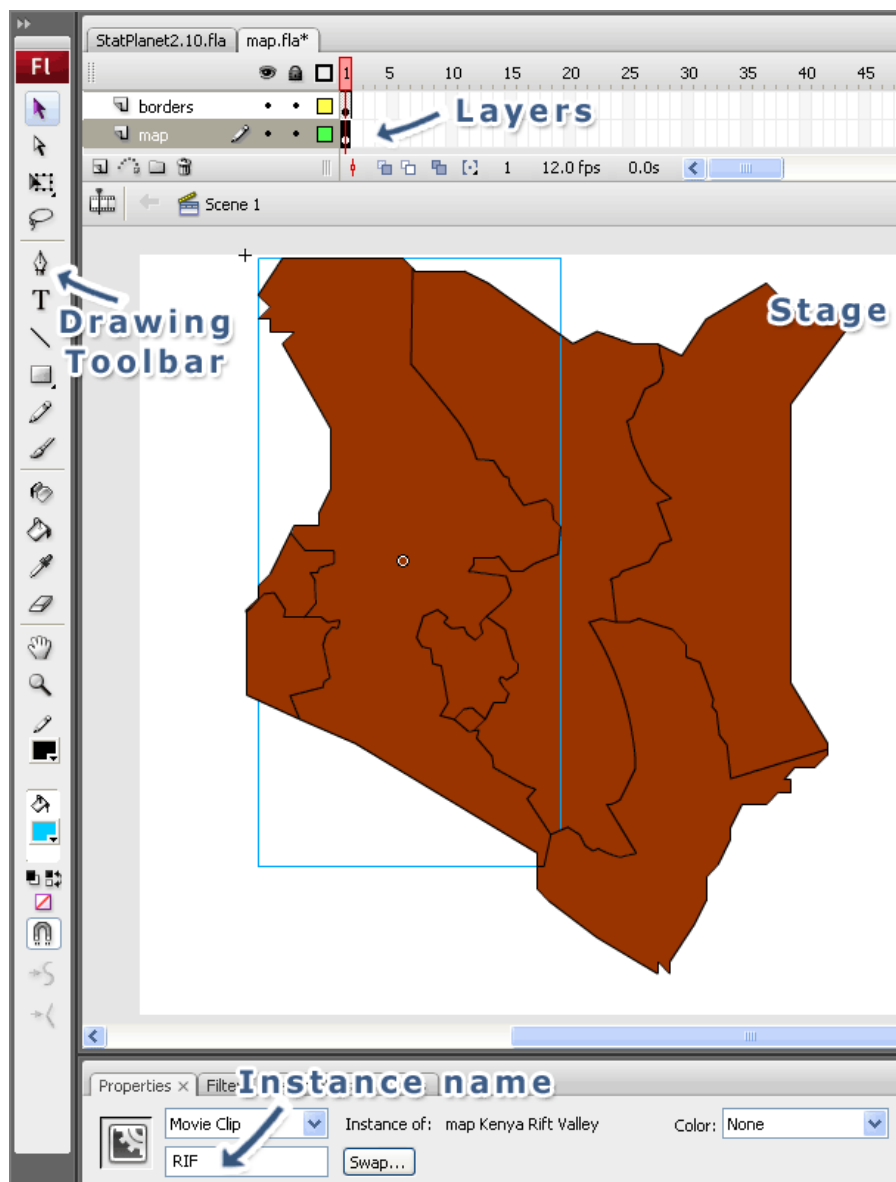 StatPlanet2.10.fla map.fla*
Fl
1 5 10 15 20 25 30 35 40 45
borders
Layers
map
1 12.0 fps 0.0s
Scene 1
T
Drawing
Toolbar
Stage
Properties × Filte
Instance name
Movie Clip Instance of: map Kenya Rift Valley Color: None
RIF Swap...